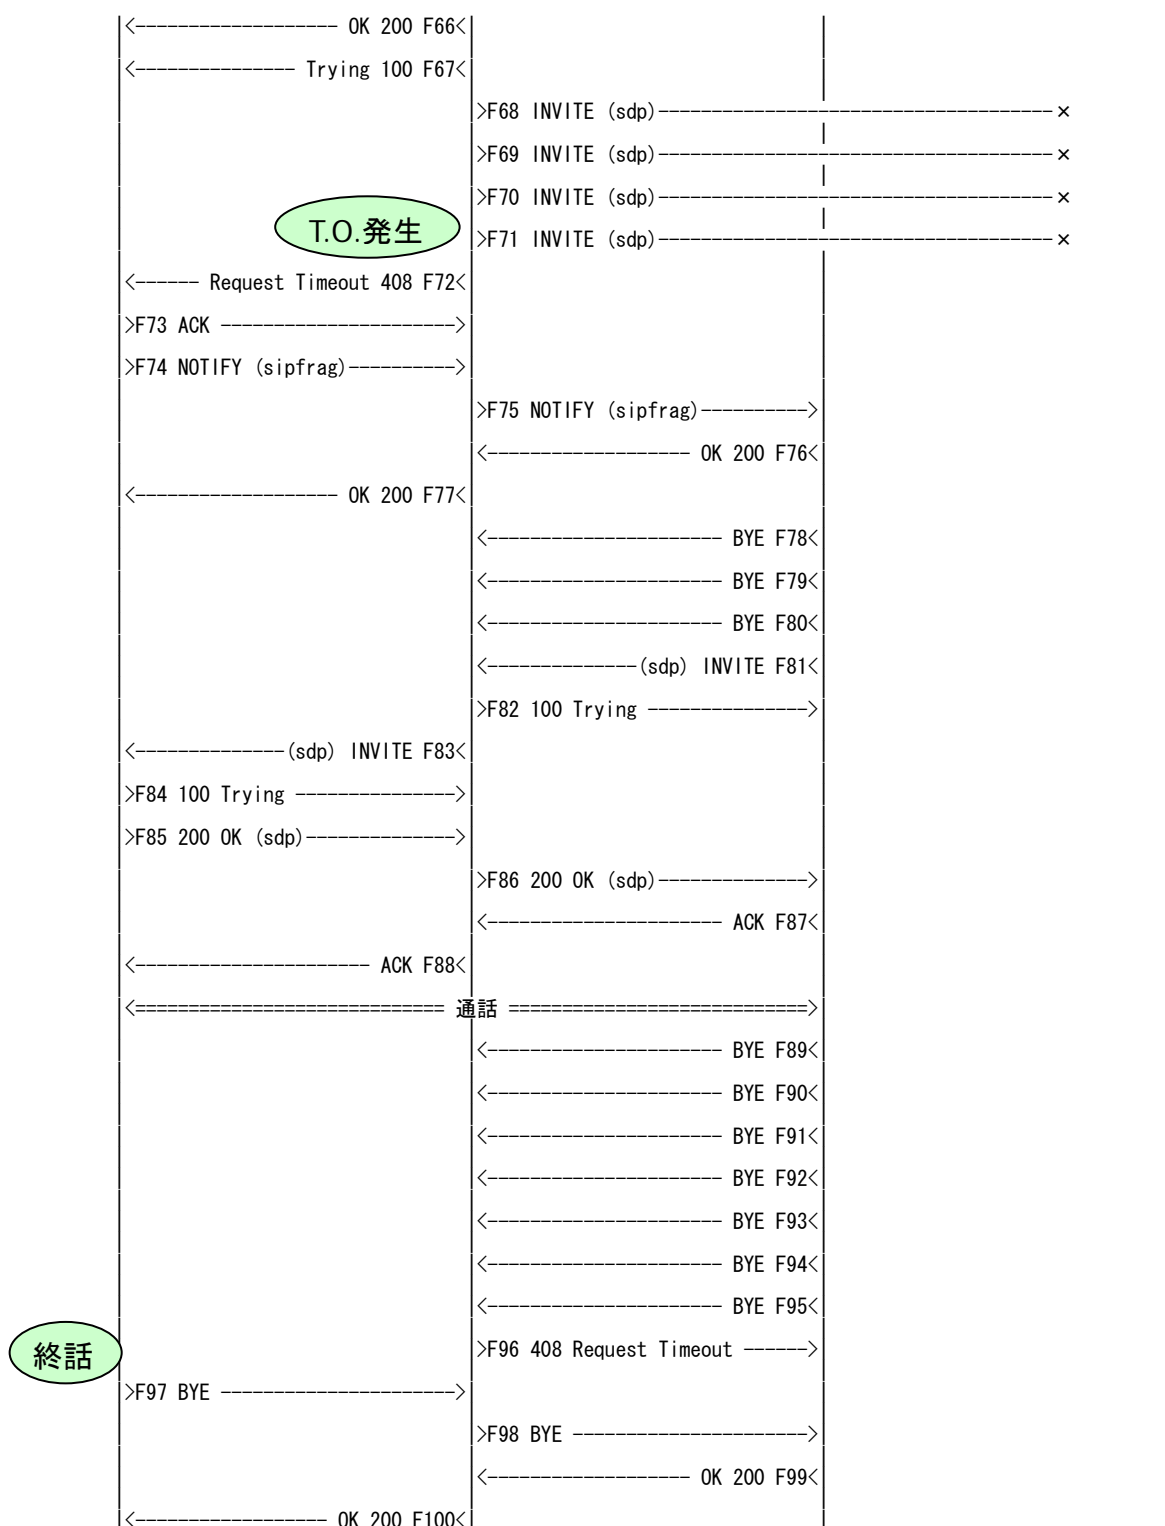 <------------------- OK 200 F66<
<--------------- Trying 100 F67<
>F68 INVITE (sdp)-------------------------------------×
>F69 INVITE (sdp)-------------------------------------×
>F70 INVITE (sdp)-------------------------------------×
T.O.発生
>F71 INVITE (sdp)-------------------------------------×
<------ Request Timeout 408 F72<
>F73 ACK ---------------------->
>F74 NOTIFY (sipfrag)---------->
>F75 NOTIFY (sipfrag)---------->
<------------------- OK 200 F76<
<------------------- OK 200 F77<
<---------------------- BYE F78<
<---------------------- BYE F79<
<---------------------- BYE F80<
<--------------(sdp) INVITE F81<
>F82 100 Trying --------------->
<--------------(sdp) INVITE F83<
>F84 100 Trying --------------->
>F85 200 OK (sdp)-------------->
>F86 200 OK (sdp)-------------->
<---------------------- ACK F87<
<---------------------- ACK F88<
<============================= 通話 ============================>
<---------------------- BYE F89<
<---------------------- BYE F90<
<---------------------- BYE F91<
<---------------------- BYE F92<
<---------------------- BYE F93<
<---------------------- BYE F94<
<---------------------- BYE F95<
終話
>F96 408 Request Timeout ------>
>F97 BYE ---------------------->
>F98 BYE ---------------------->
<------------------- OK 200 F99<
<------------------ OK 200 F100<